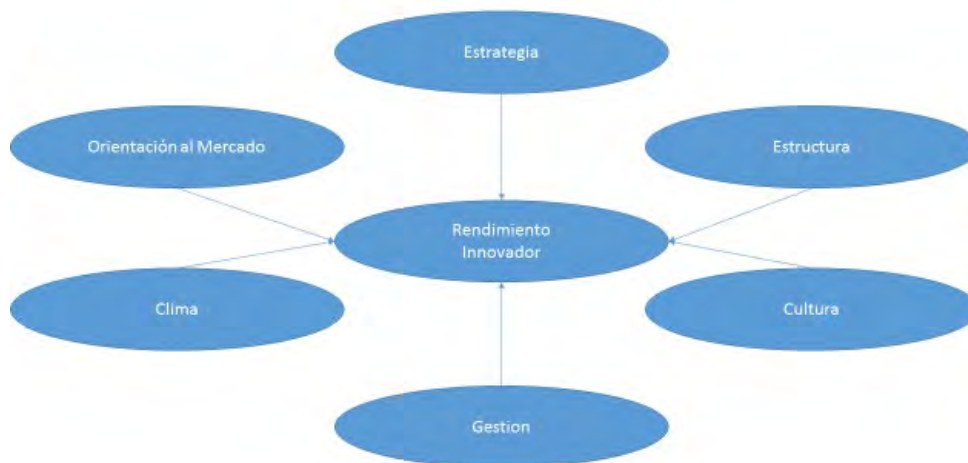 Estrategia
Orientación al Mercado
Estructura
Rendimiento
Innovador
Clima
Cultura
Gestion